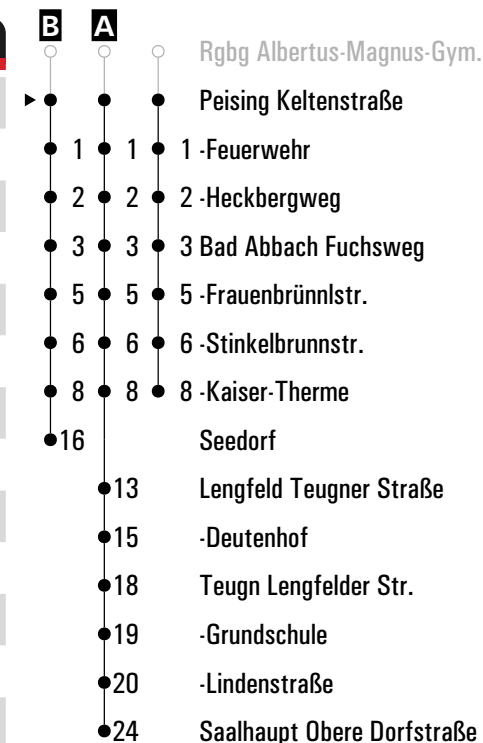 B A
Rgbg Albertus-Magnus-Gym.
Peising Keltenstraße
1 1 1 -Feuerwehr
2 2 2 -Heckbergweg
3 3 3 Bad Abbach Fuchsweg
5 5 5 -Frauenbrünnlstr.
6 6 6 -Stinkelbrunnstr.
8 8 8 -Kaiser-Therme
16 Seedorf
13 Lengfeld Teugner Straße
15 -Deutenhof
18 Teugn Lengfelder Str.
19 -Grundschule
20 -Lindenstraße
24 Saalhaupt Obere Dorfstraße